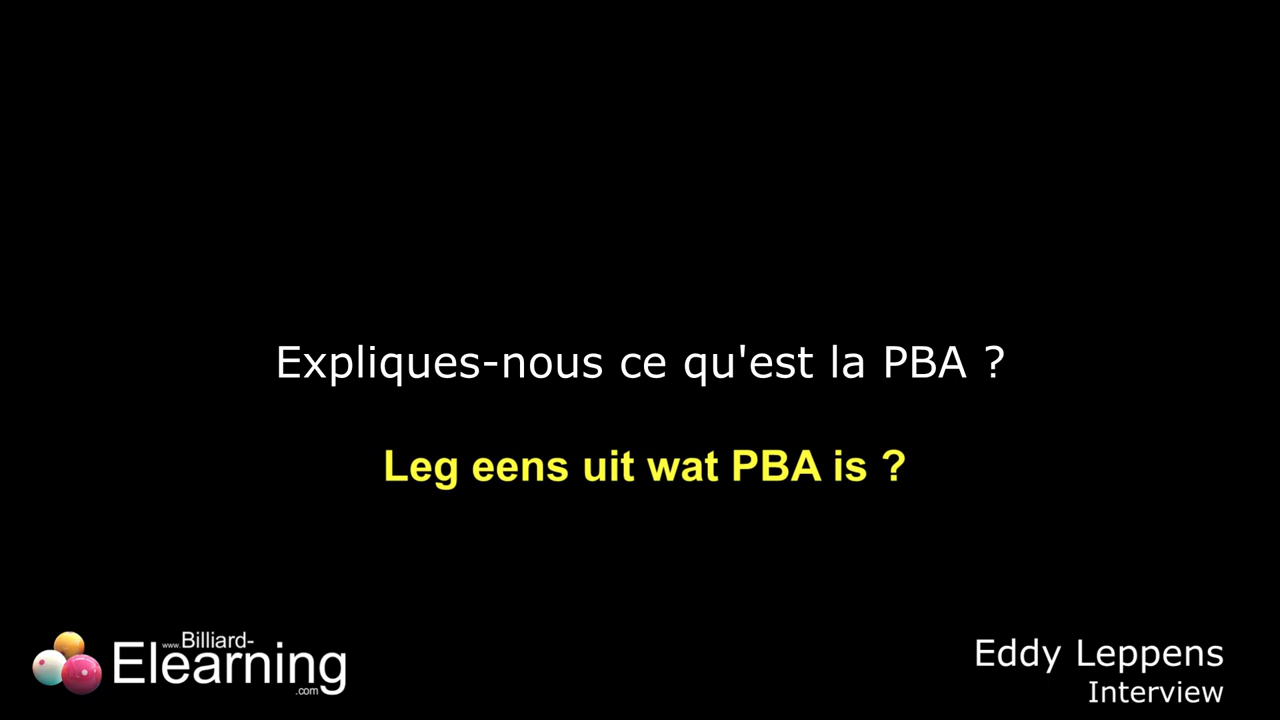 Expliques-nous ce qu'est la PBA ?
Leg eens uit wat PBA is ?
www.Billiard-
Elearning
.com
Eddy Leppens
Interview